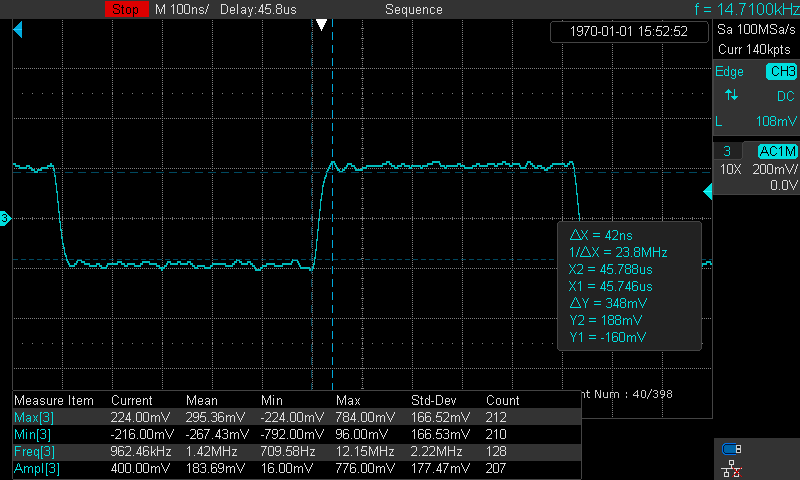 Stop M 100ns/ Delay:45.8us Sequence f = 14.7100kHz
1970-01-01 15:52:52
Sa 100MSa/s
Curr 140kpts
Edge CH3
DC
L 108mV
3 AC1M
10X 200mV/
0.0V
3
ΔX = 42ns
1/ΔX = 23.8MHz
X2 = 45.788us
X1 = 45.746us
ΔY = 348mV
Y2 = 188mV
Y1 = -160mV
nt Num : 40/398
Measure Item Current Mean Min Max Std-Dev Count
Max[3] 224.00mV 295.36mV -224.00mV 784.00mV 166.52mV 212
Min[3] -216.00mV -267.43mV -792.00mV 96.00mV 166.53mV 210
Freq[3] 962.46kHz 1.42MHz 709.58Hz 12.15MHz 2.22MHz 128
Ampl[3] 400.00mV 183.69mV 16.00mV 776.00mV 177.47mV 207